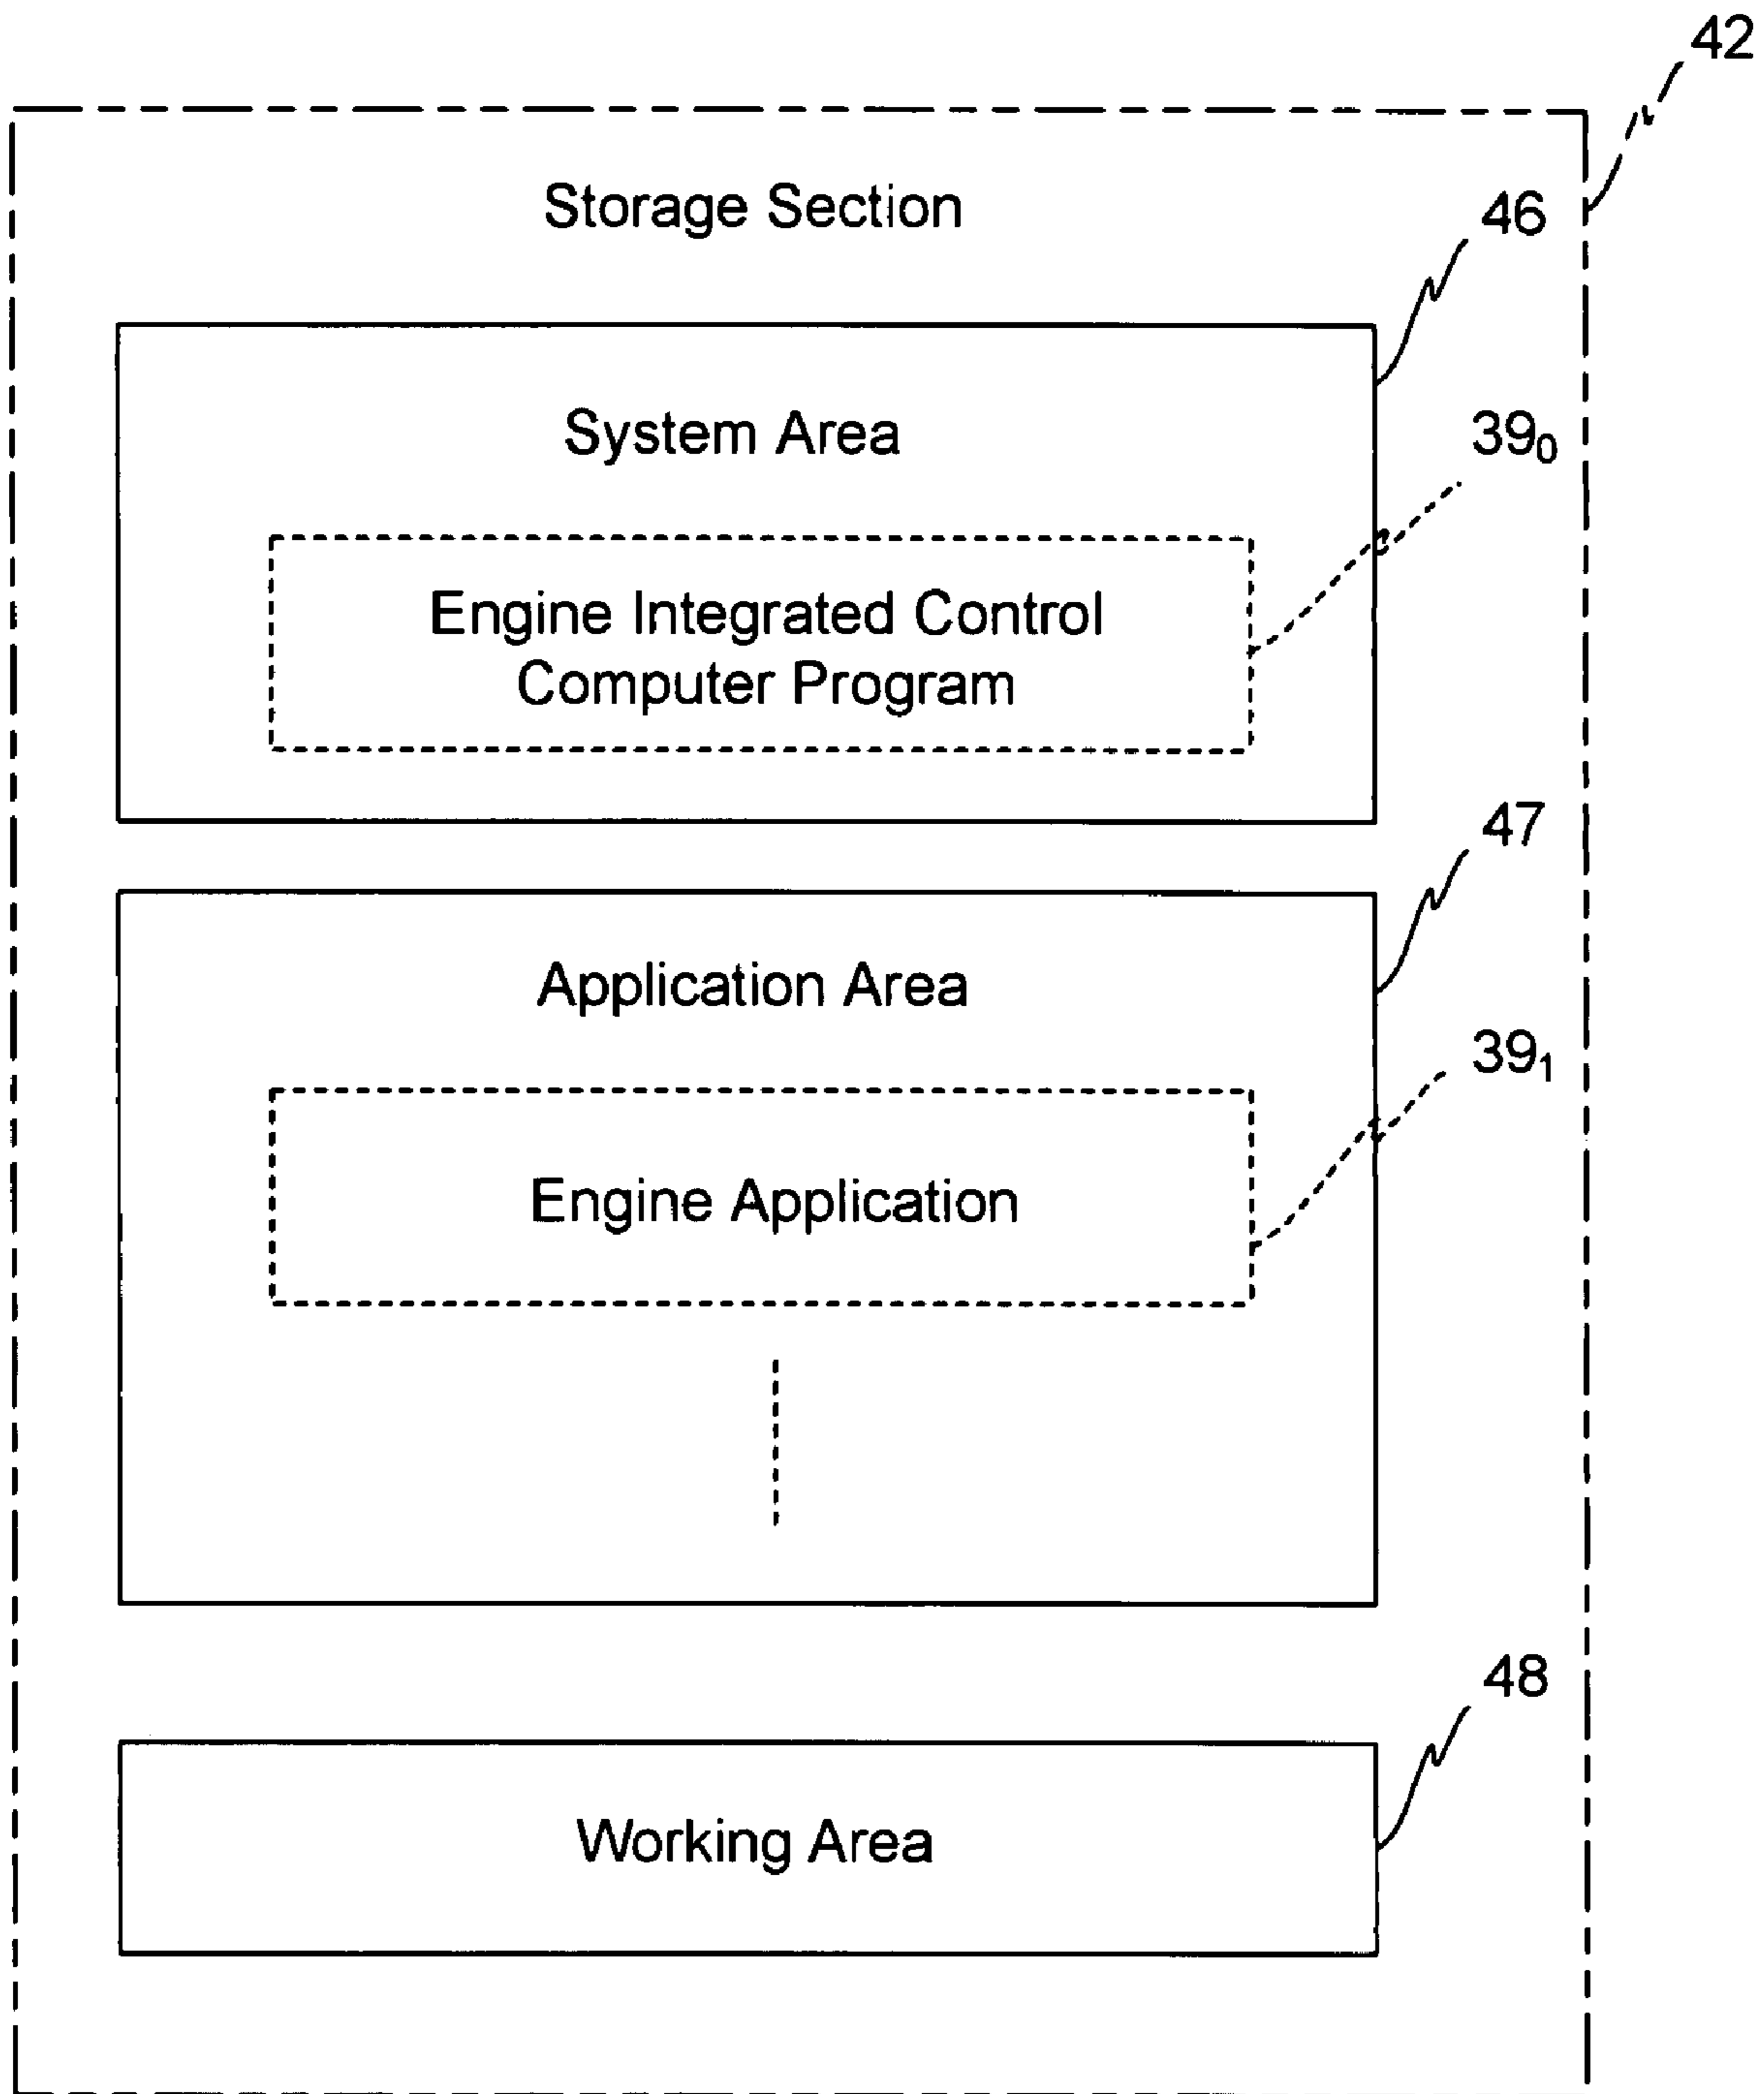 42
Storage Section
46
System Area
39₀
Engine Integrated Control
Computer Program
47
Application Area
39₁
Engine Application
48
Working Area